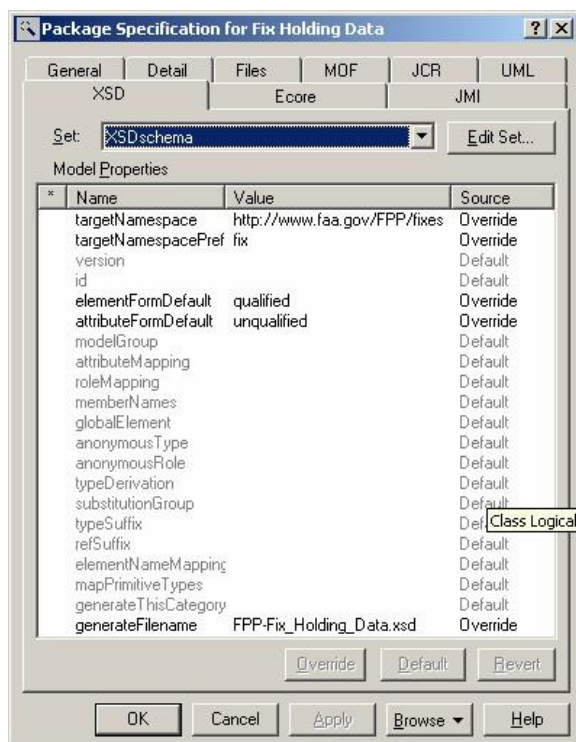 Package Specification for Fix Holding Data
General Detail Files MOF JCR UML
XSD Ecore JMI
Set: XSDschema Edit Set...
Model Properties
* Name Value Source
targetNamespace http://www.faa.gov/FPP/fixes Override
targetNamespacePref fix Override
version Default
id Default
elementFormDefault qualified Override
attributeFormDefault unqualified Override
modelGroup Default
attributeMapping Default
roleMapping Default
memberNames Default
globalElement Default
anonymousType Default
anonymousRole Default
typeDerivation Default
substitutionGroup Default
typeSuffix Def
Class Logical
refSuffix Default
elementNameMapping Default
mapPrimitiveTypes Default
generateThisCategory Default
generateFilename FPP-Fix_Holding_Data.xsd Override
Override Default Revert
OK Cancel Apply Browse Help